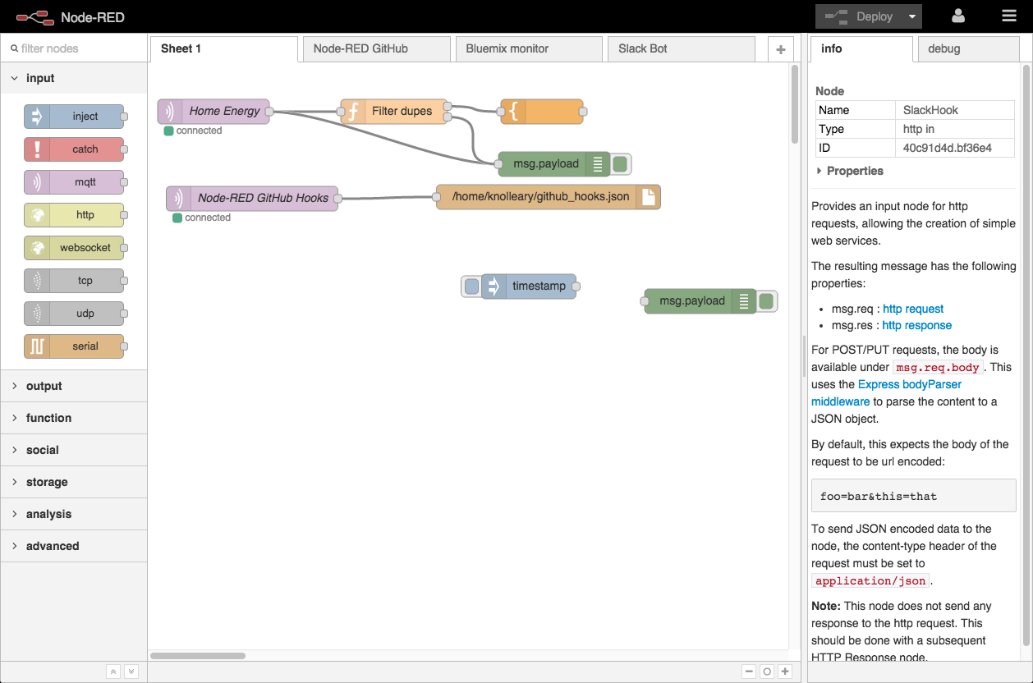 Node-RED
Deploy
filter nodes
Sheet 1
Node-RED GitHub
Bluemix monitor
Slack Bot
+
info
debug
input
inject
catch
mqtt
http
websocket
tcp
udp
serial
output
function
social
storage
analysis
advanced
Home Energy
connected
Filter dupes
msg.payload
Node-RED GitHub Hooks
connected
/home/knolleary/github_hooks.json
timestamp
msg.payload
Node
Name SlackHook
Type http in
ID 40c91d4d.bf36e4
Properties
Provides an input node for http
requests, allowing the creation of simple
web services.
The resulting message has the following
properties:
• msg.req : http request
• msg.res : http response
For POST/PUT requests, the body is
available under msg.req.body. This
uses the Express bodyParser
middleware to parse the content to a
JSON object.
By default, this expects the body of the
request to be url encoded:
foo=bar&this=that
To send JSON encoded data to the
node, the content-type header of the
request must be set to
application/json.
Note: This node does not send any
response to the http request. This
should be done with a subsequent
HTTP Response node.